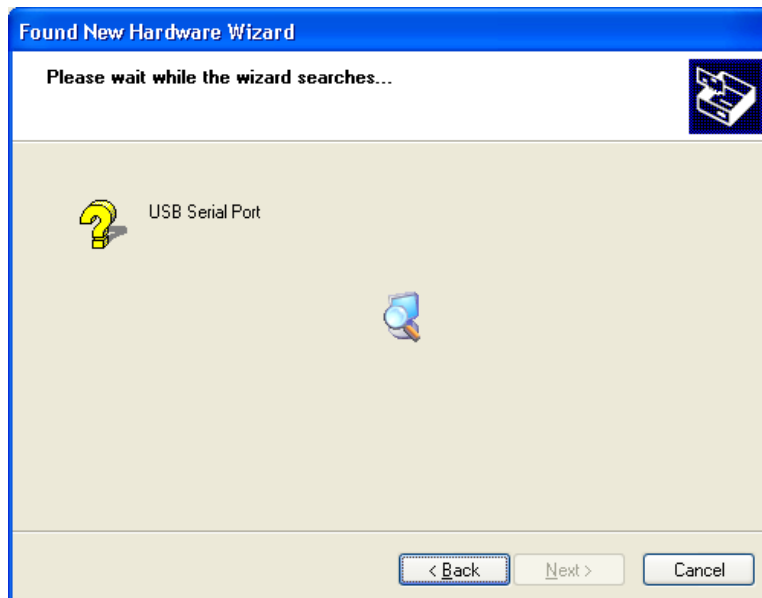 Found New Hardware Wizard
Please wait while the wizard searches...
USB Serial Port
< Back
Next >
Cancel